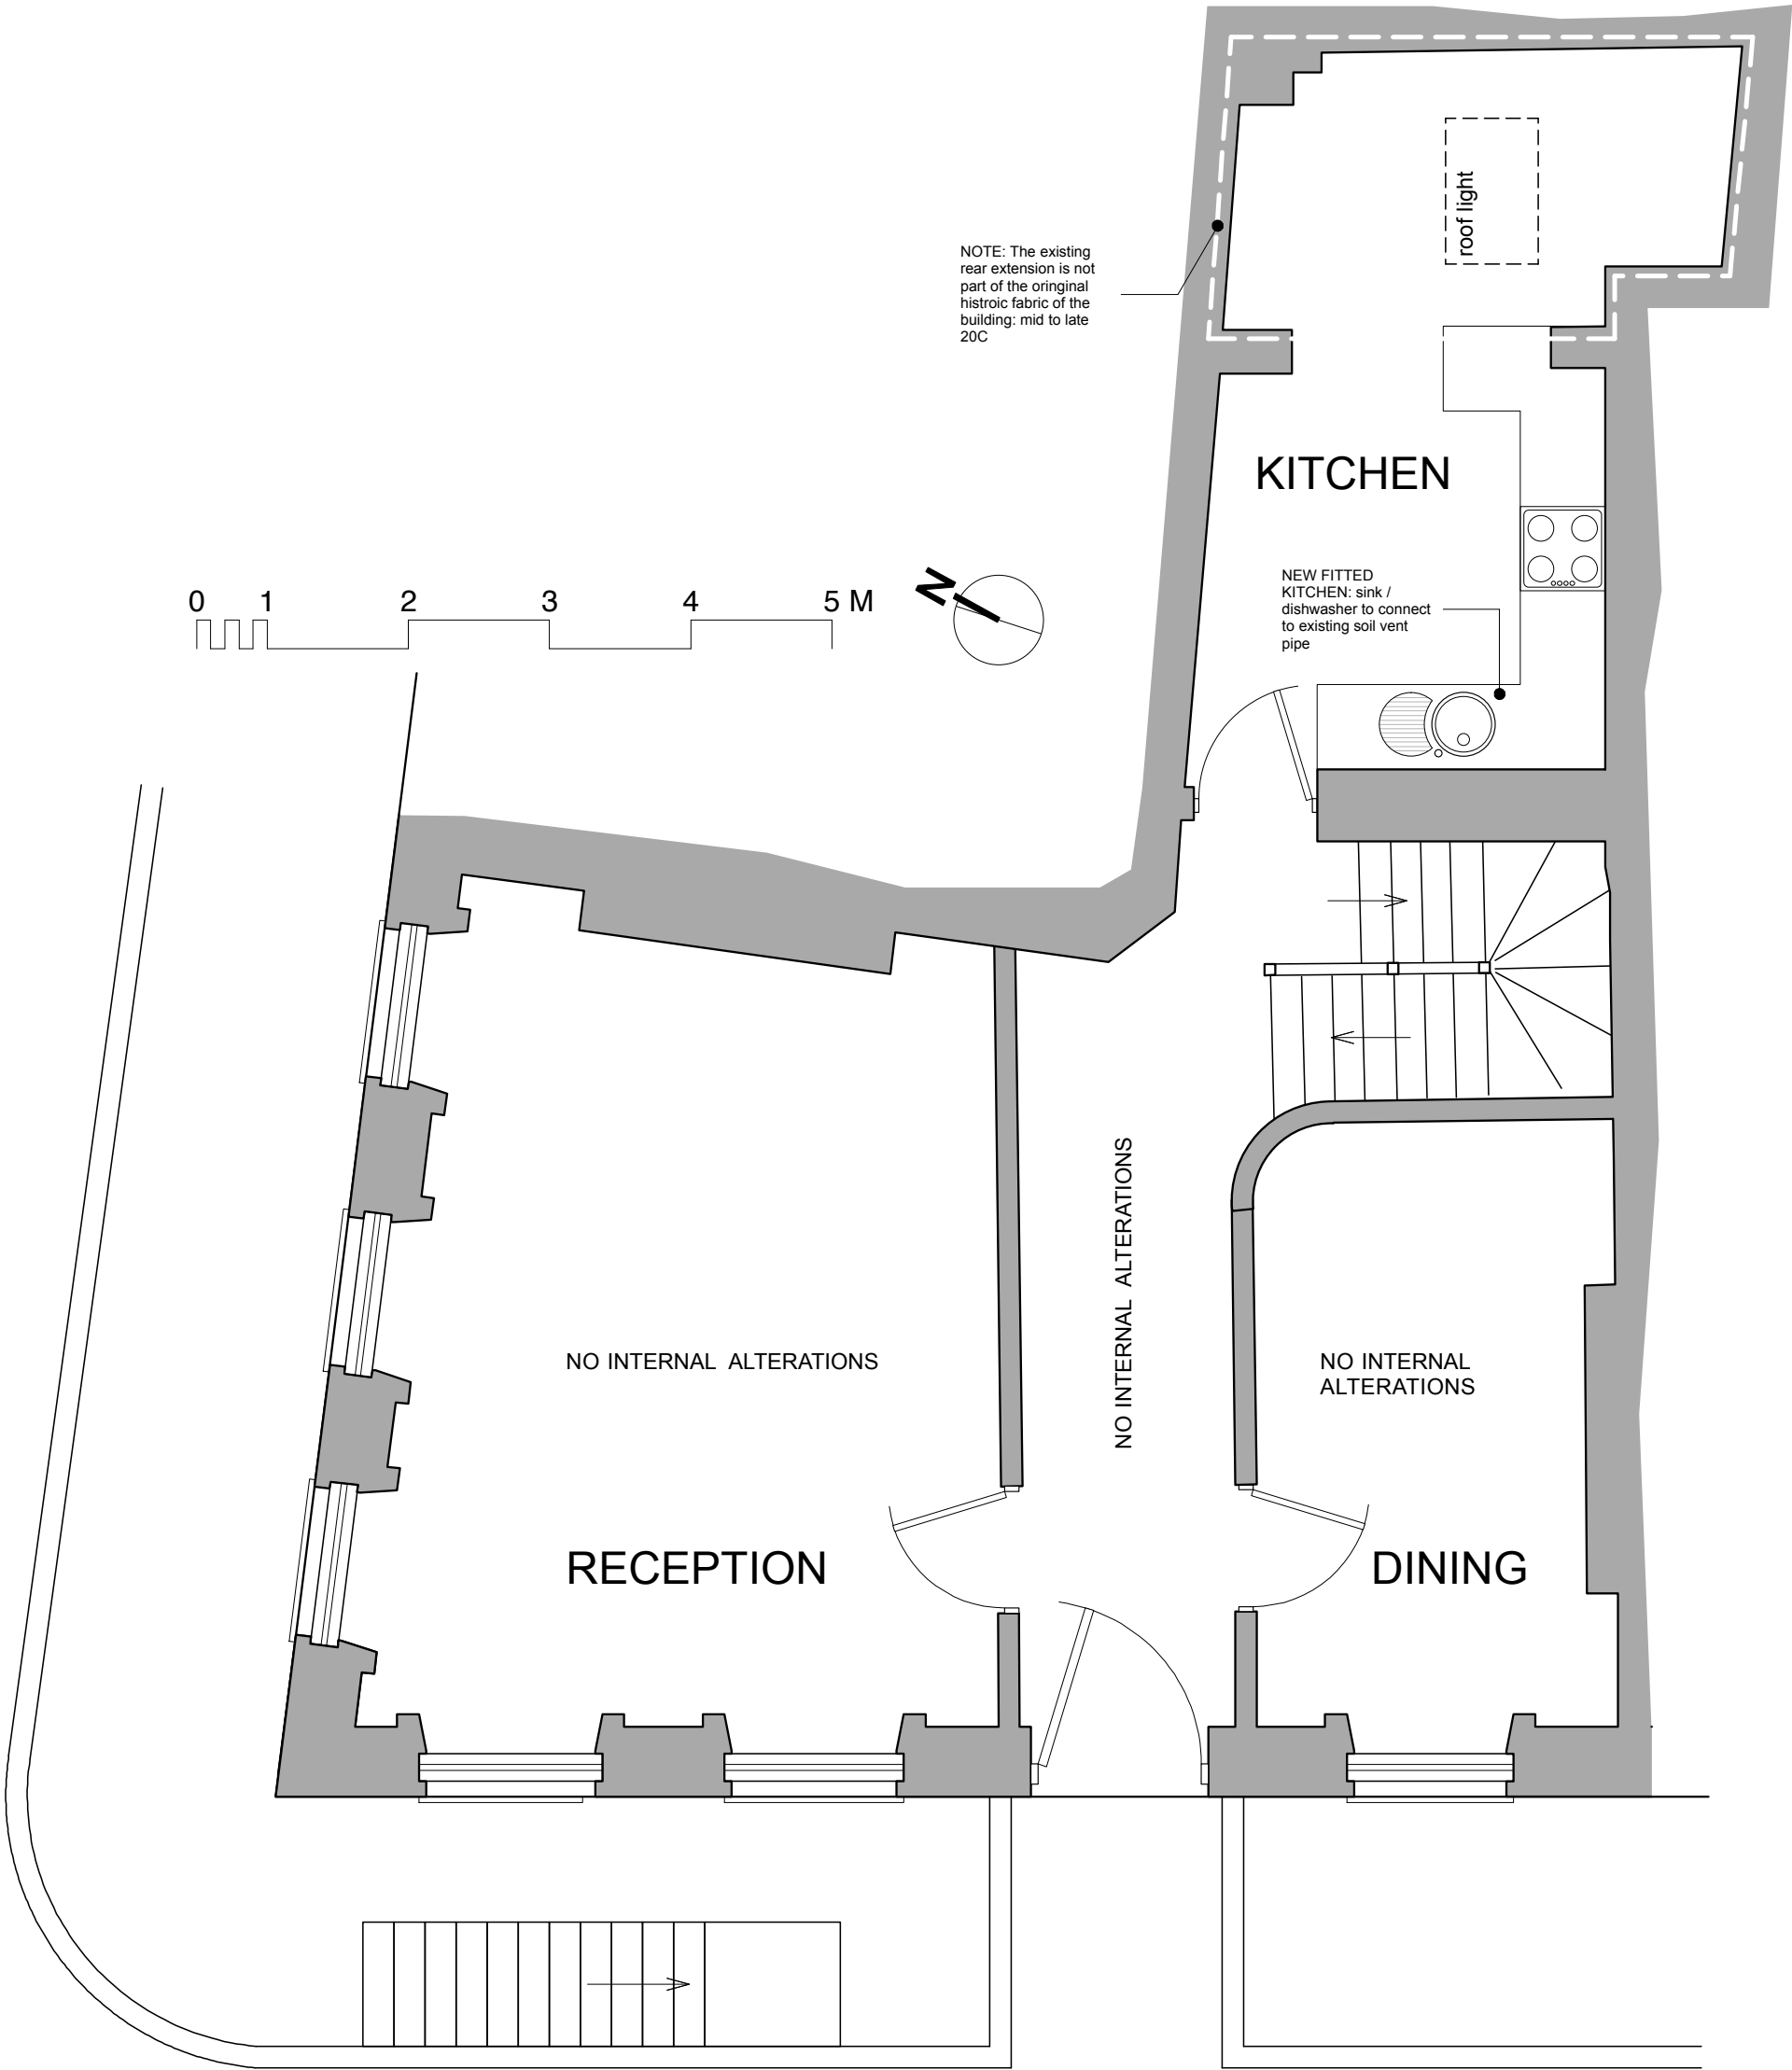 roof light
NOTE: The existing
rear extension is not
part of the oringinal
histroic fabric of the
building: mid to late
20C
KITCHEN
NEW FITTED
KITCHEN: sink /
dishwasher to connect
to existing soil vent
pipe
0 1 2 3 4 5 M
N
NO INTERNAL ALTERATIONS
NO INTERNAL ALTERATIONS
NO INTERNAL
ALTERATIONS
RECEPTION
DINING